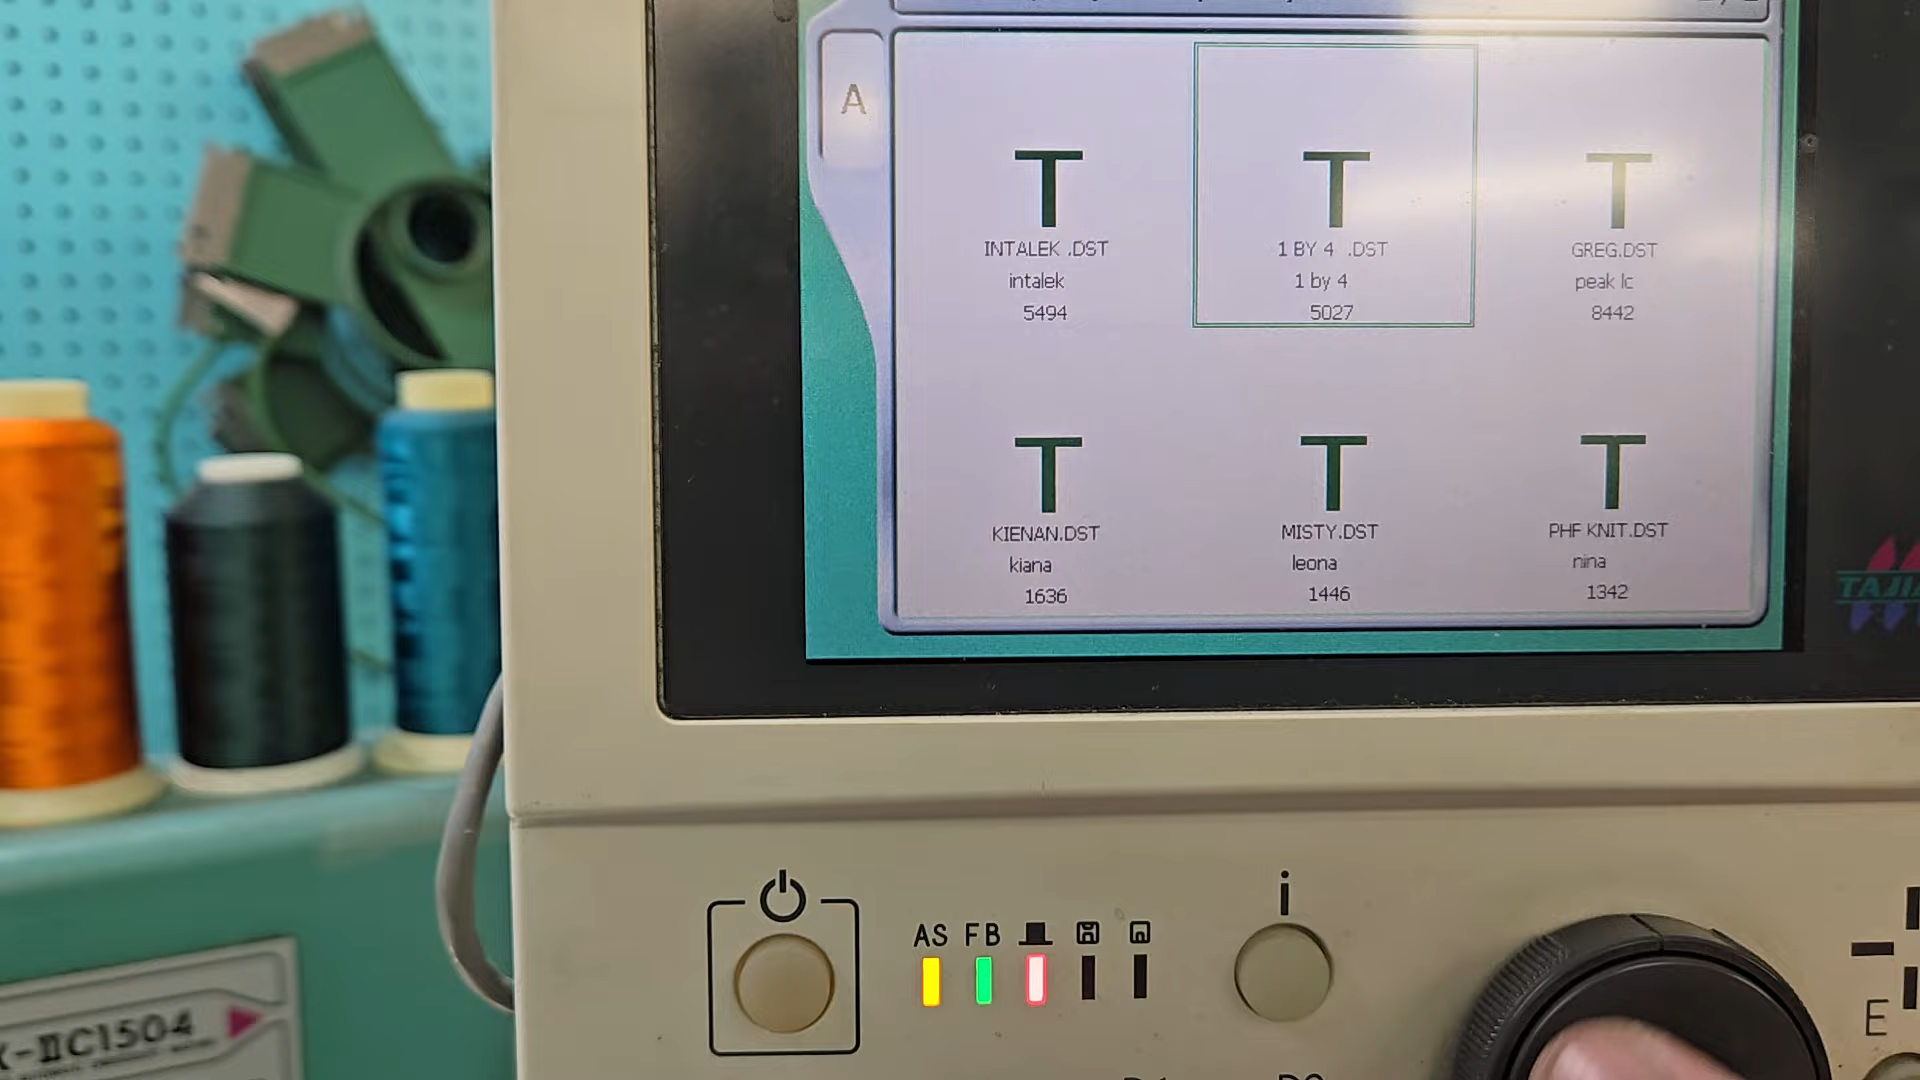 A
T T T
INTALEK .DST 1 BY 4 .DST GREG.DST
intalek 1 by 4 peak lc
5494 5027 8442
T T T
KIENAN.DST MISTY.DST PHF KNIT.DST
kiana leona nina
1636 1446 1342
i
AS FB
E
-IIC1504